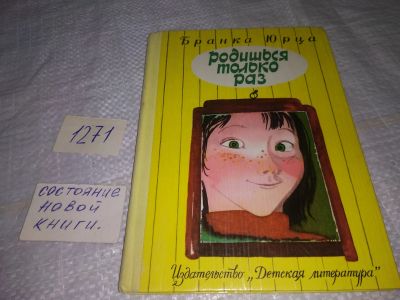 Бранка Юрца
родишься
только
раз
1271
состояние
новой
книги.
Издательство „Детская литература"